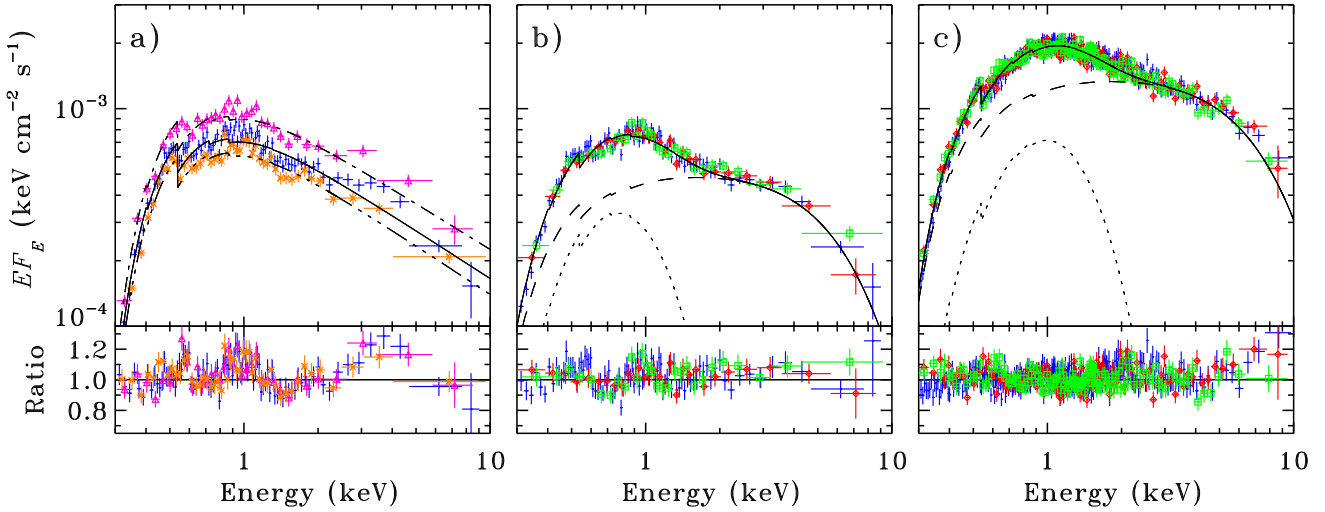 a)
b)
c)
EF_E (keV cm⁻² s⁻¹)
10⁻³
10⁻⁴
Ratio
1.2
1.0
0.8
1 10
1 10
1 10
Energy (keV)
Energy (keV)
Energy (keV)